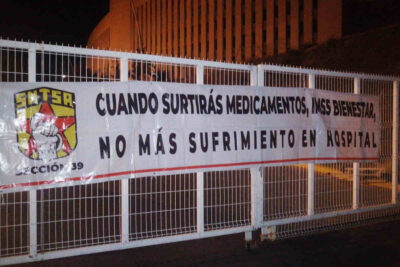 SNTSA
SECCIÓN 39
CUANDO SURTIRÁS MEDICAMENTOS, IMSS BIENESTAR,
NO MÁS SUFRIMIENTO EN HOSPITAL